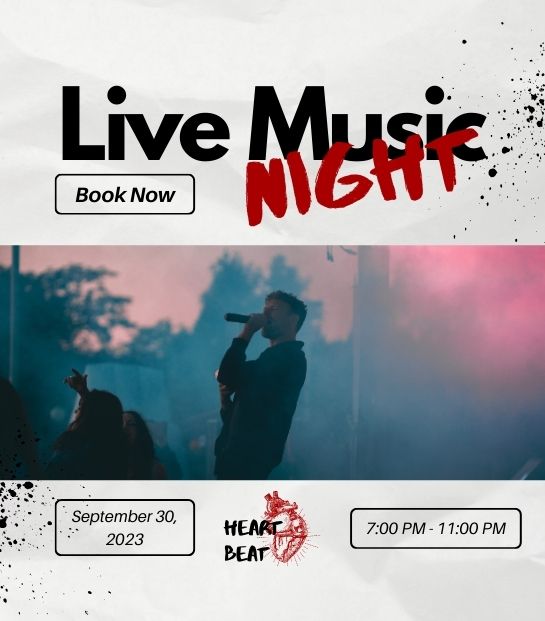 Live Music
NIGHT
Book Now
September 30,
2023
HEART
BEAT
7:00 PM - 11:00 PM